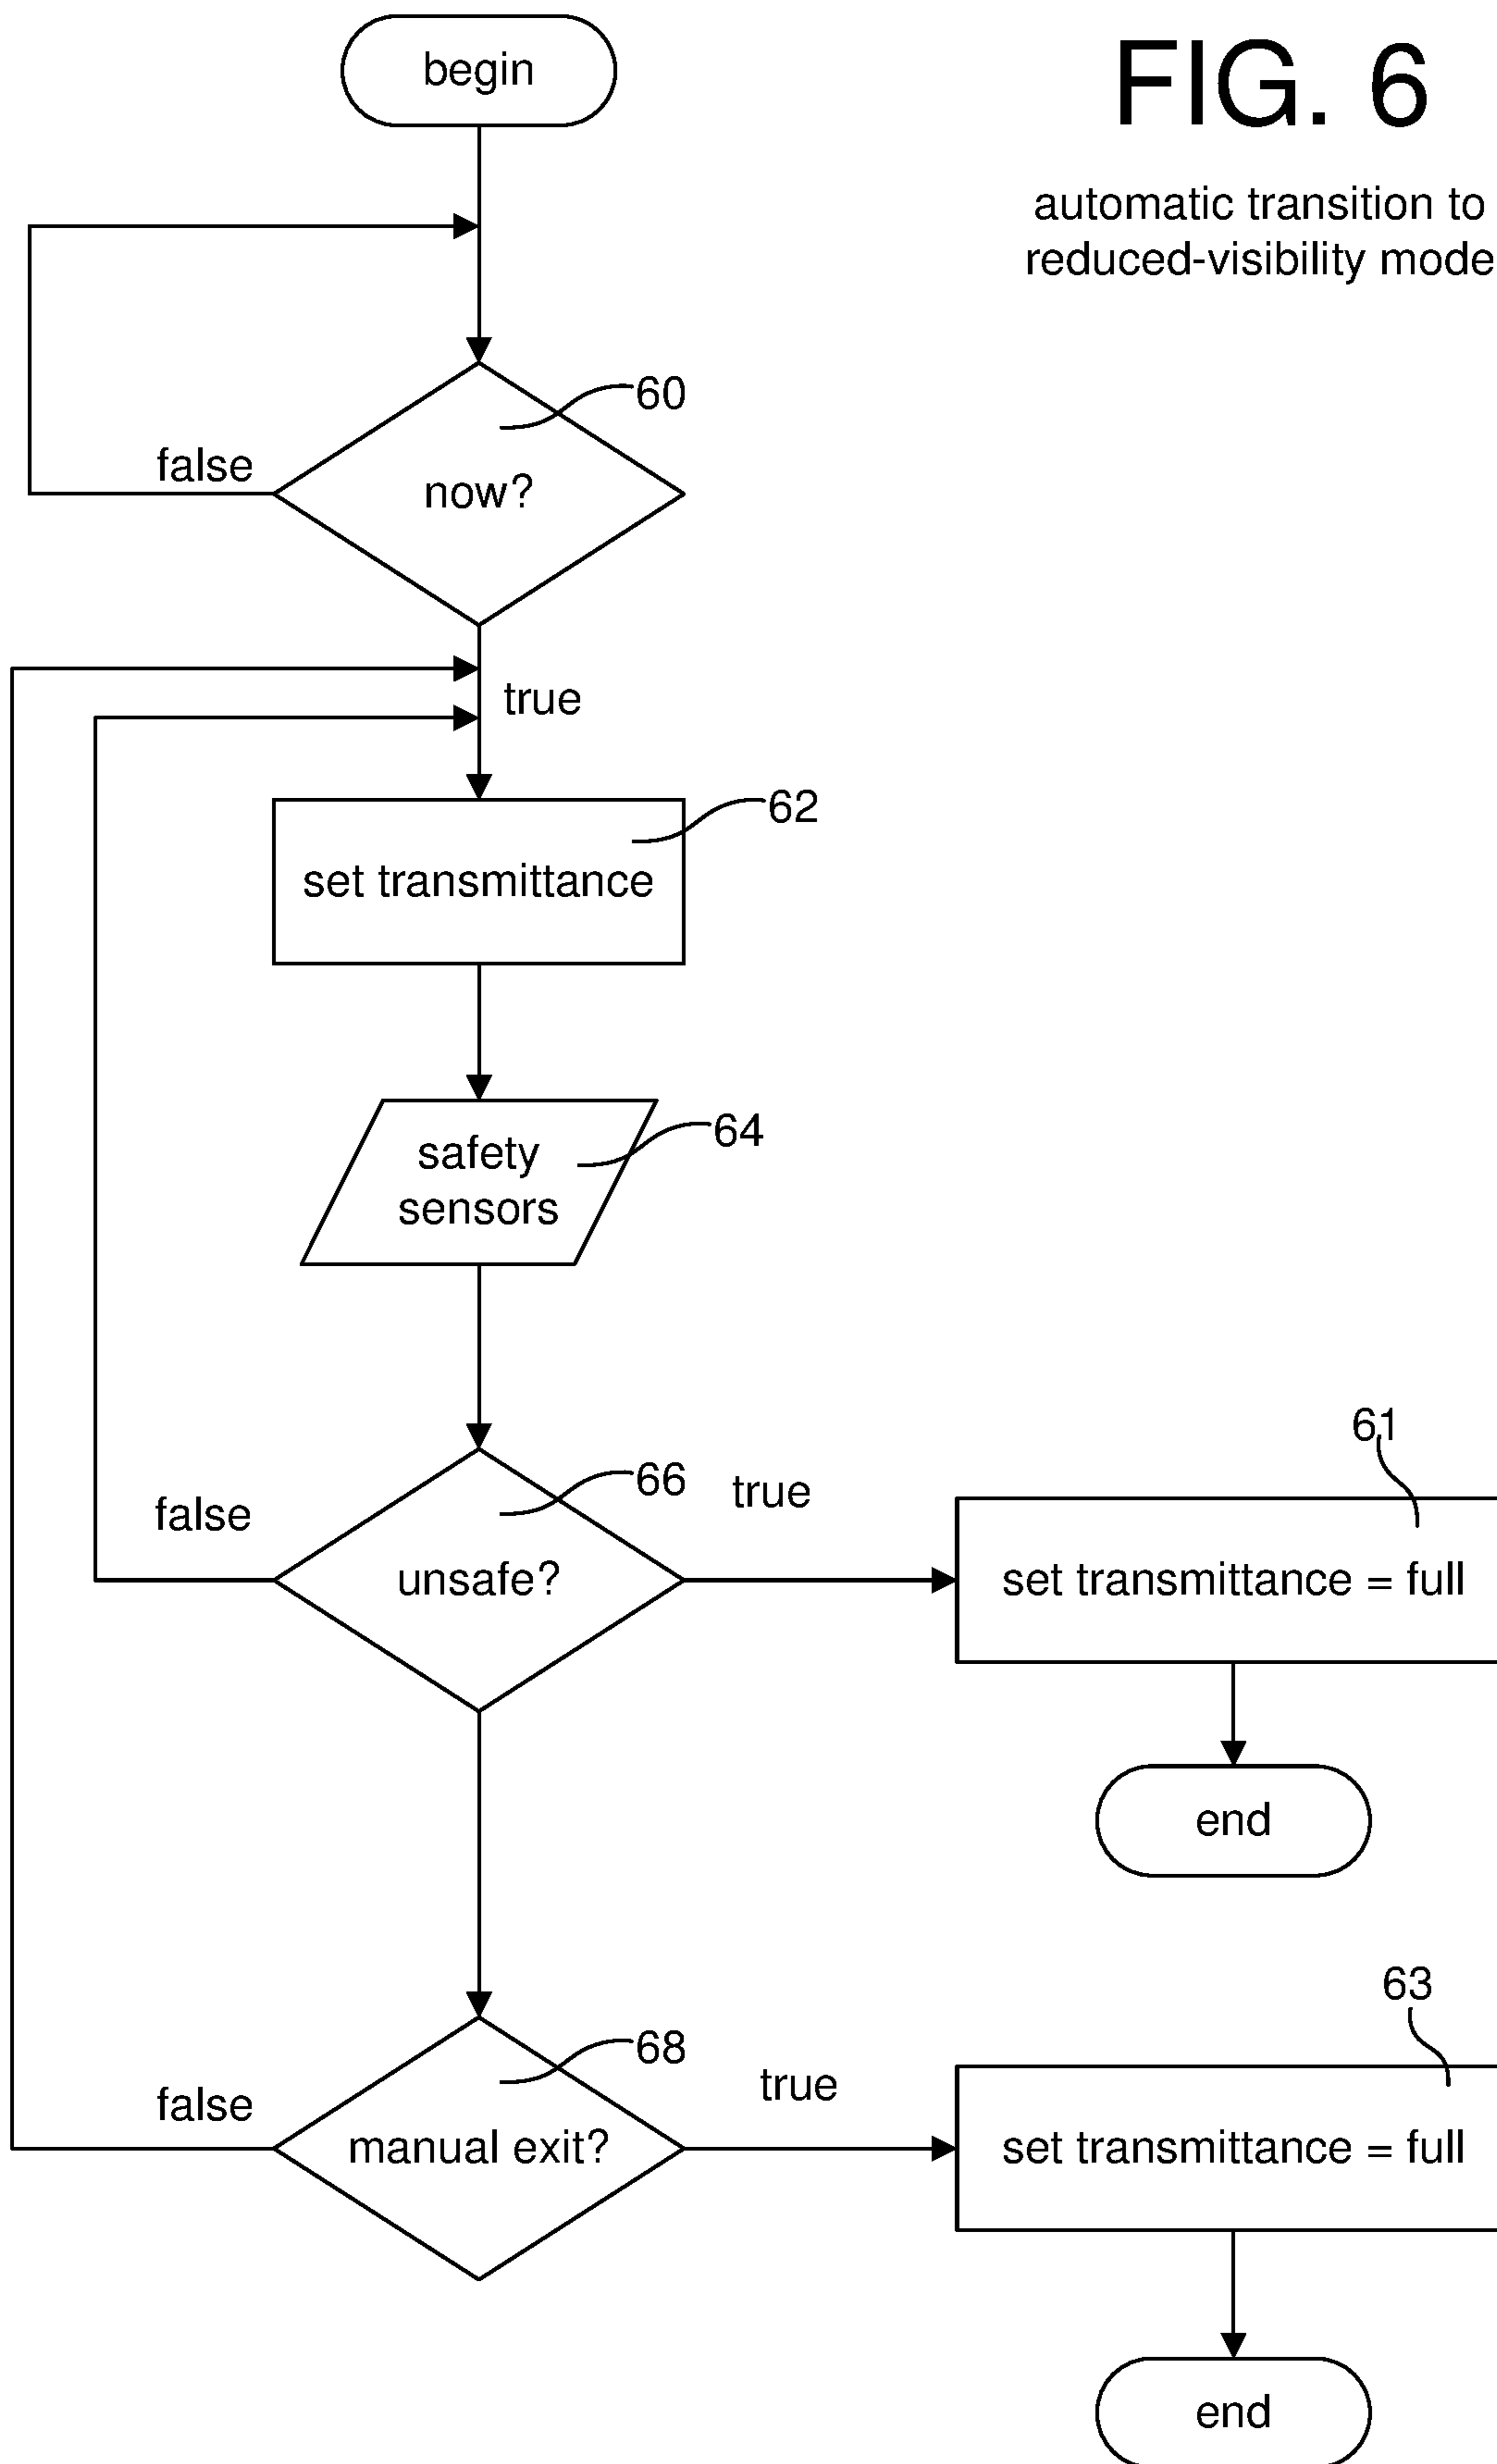 begin
FIG. 6
automatic transition to
reduced-visibility mode
60
false
now?
true
62
set transmittance
safety
sensors
64
61
66
true
false
unsafe?
set transmittance = full
end
63
68
true
false
manual exit?
set transmittance = full
end